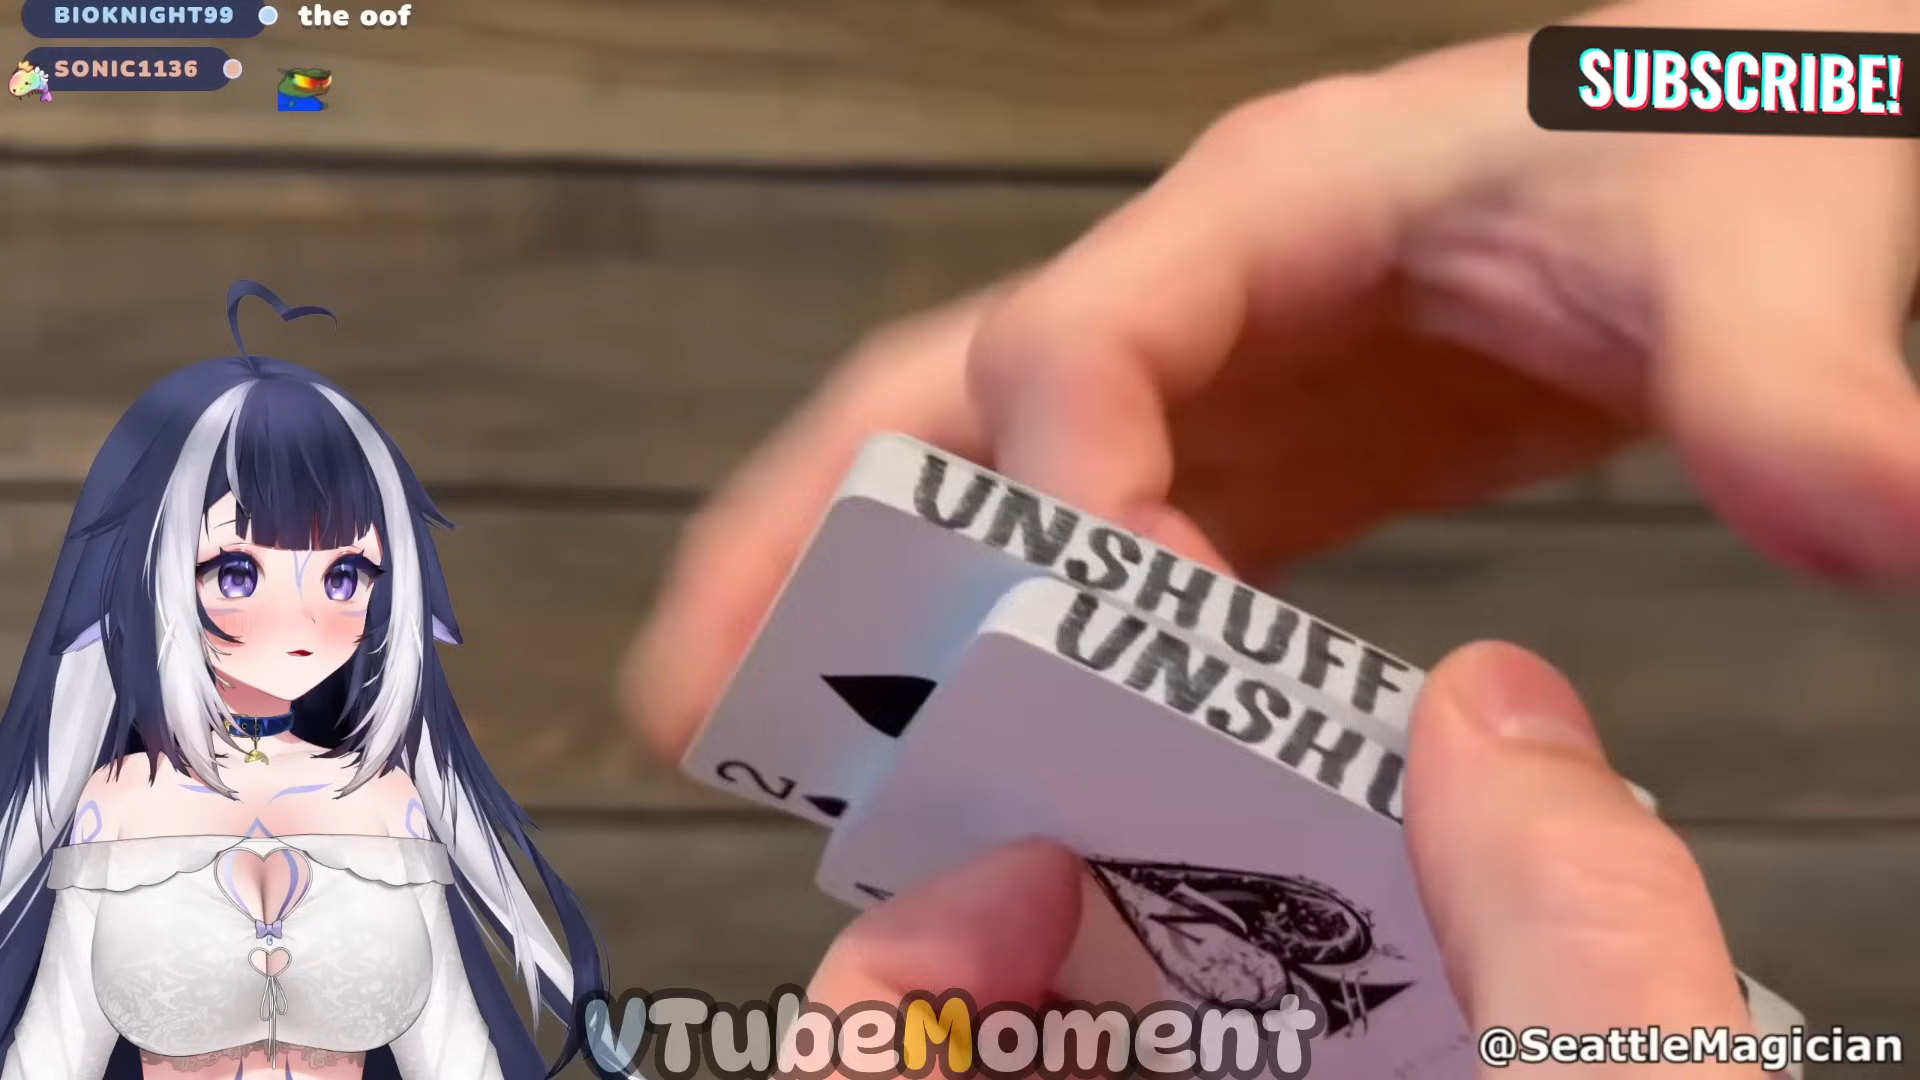 BIOKNIGHT99 the oof
SONIC1136
SUBSCRIBE!
UNSHUFF
UNSHU
2
VTubeMoment
@SeattleMagician